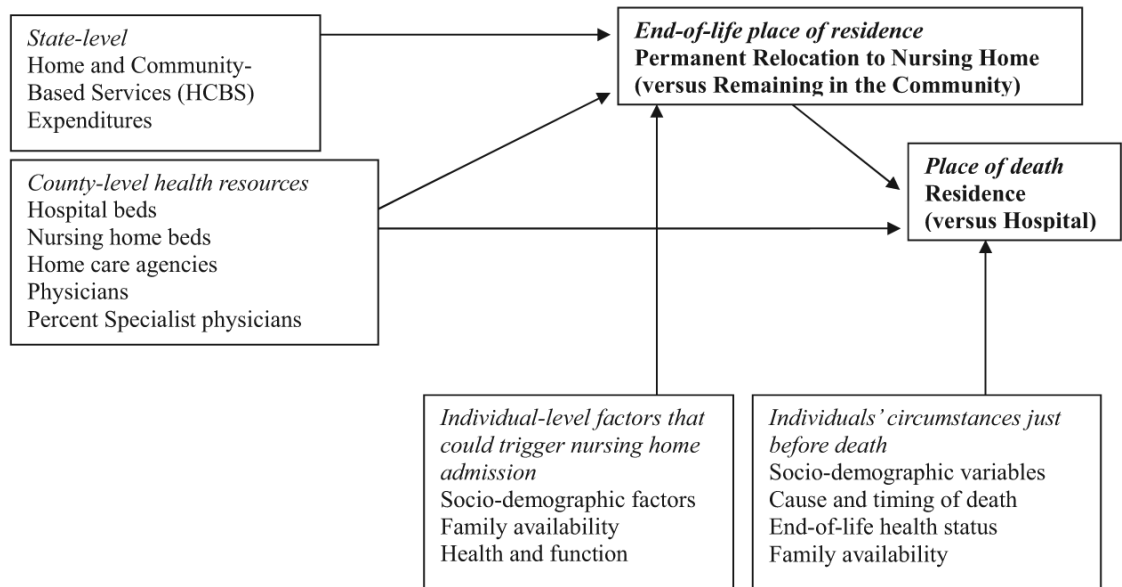 State-level
Home and Community-
Based Services (HCBS)
Expenditures
End-of-life place of residence
Permanent Relocation to Nursing Home
(versus Remaining in the Community)
County-level health resources
Hospital beds
Nursing home beds
Home care agencies
Physicians
Percent Specialist physicians
Place of death
Residence
(versus Hospital)
Individual-level factors that
could trigger nursing home
admission
Socio-demographic factors
Family availability
Health and function
Individuals’ circumstances just
before death
Socio-demographic variables
Cause and timing of death
End-of-life health status
Family availability